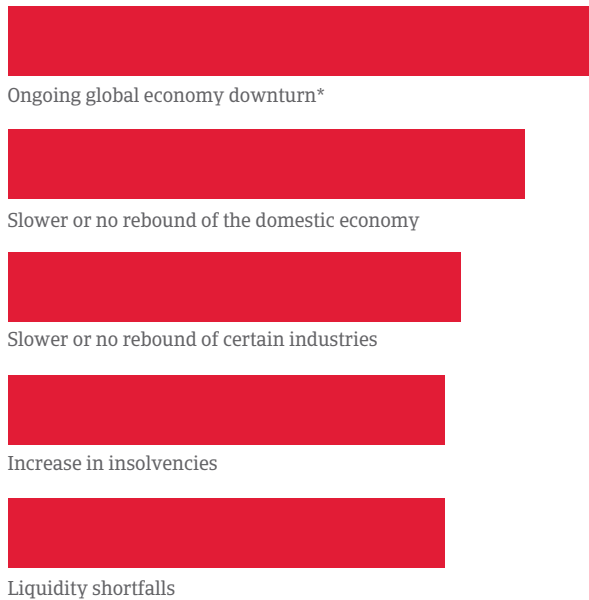 Ongoing global economy downturn*
Slower or no rebound of the domestic economy
Slower or no rebound of certain industries
Increase in insolvencies
Liquidity shortfalls